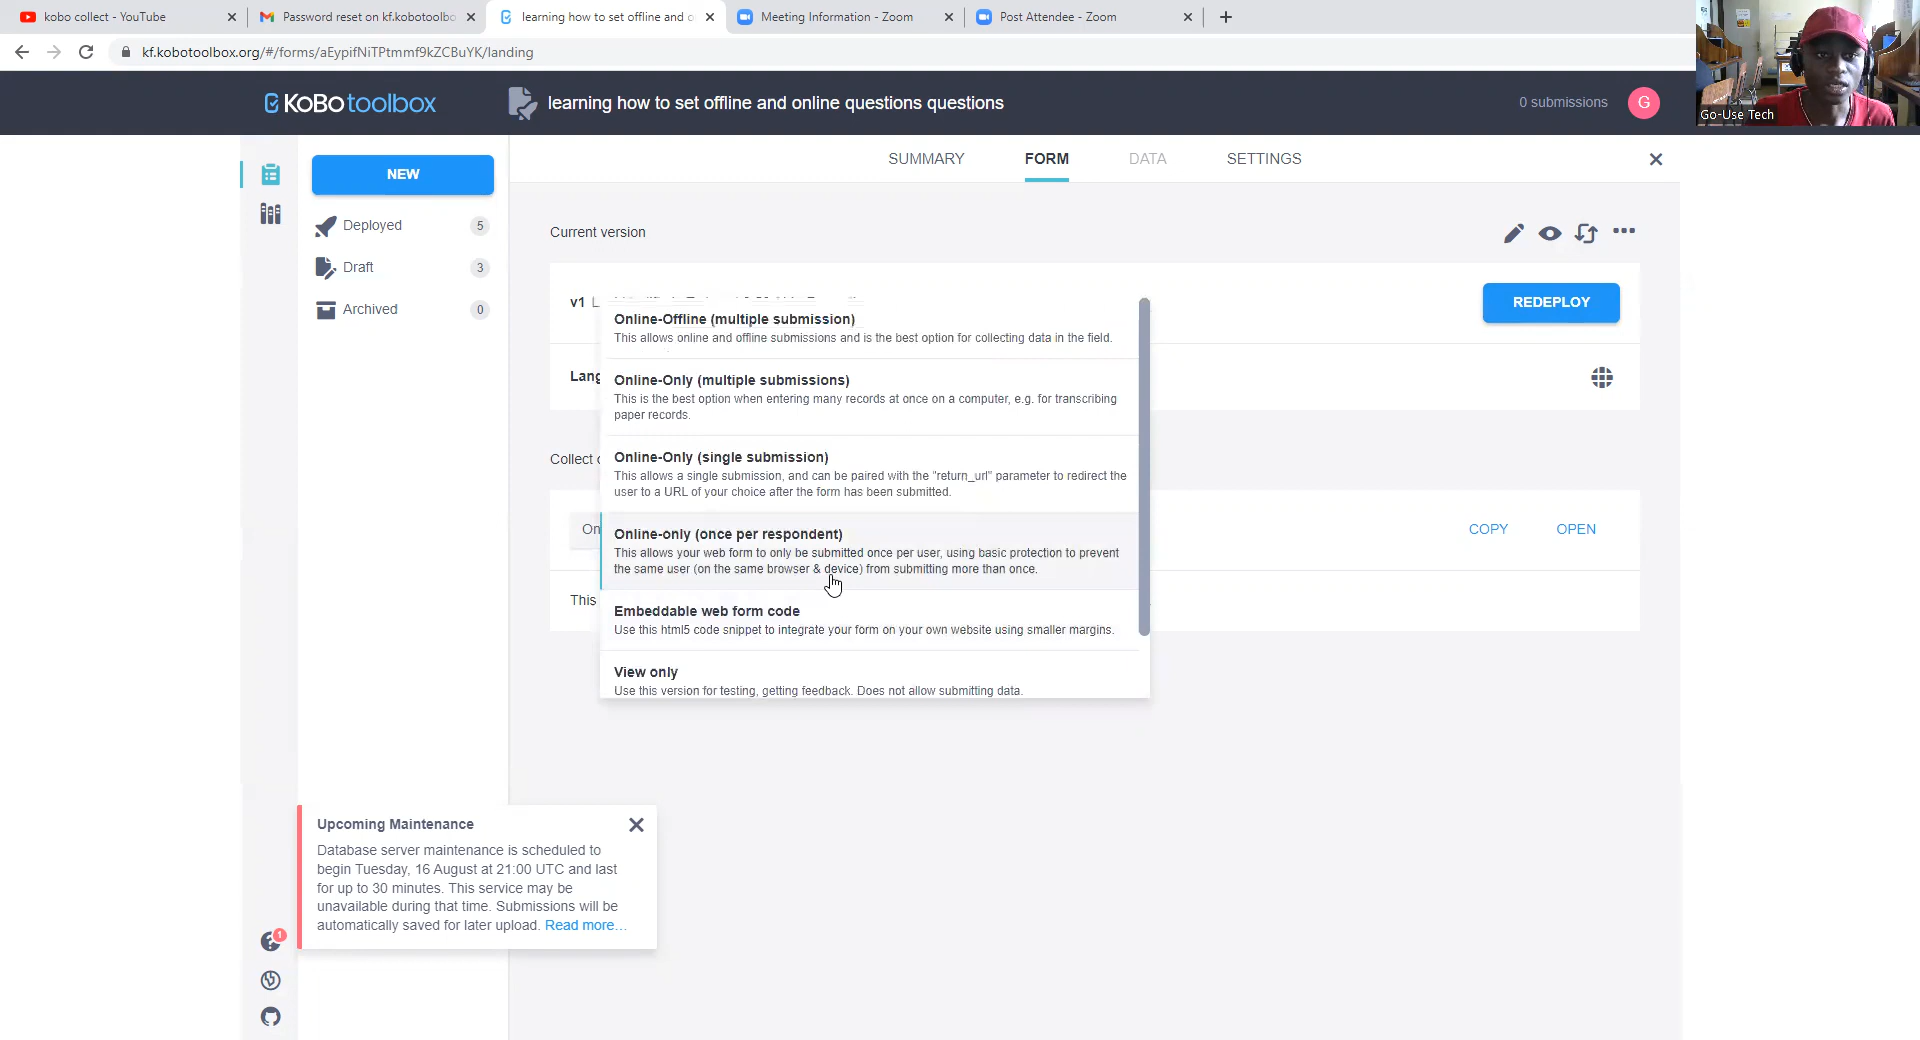 kobo collect - YouTube
Password reset on kf.kobotoolbo
learning how to set offline and o
Meeting Information - Zoom
Post Attendee - Zoom
kf.kobotoolbox.org/#/forms/aEypifNiTPtmmf9kZCBuYK/landing
KoBo toolbox
learning how to set offline and online questions questions
0 submissions
G
Go-Use Tech
NEW
SUMMARY
FORM
DATA
SETTINGS
Deployed
5
Draft
3
Archived
0
Current version
v1
REDEPLOY
Lang
Online-Offline (multiple submission)
This allows online and offline submissions and is the best option for collecting data in the field.
Online-Only (multiple submissions)
This is the best option when entering many records at once on a computer, e.g. for transcribing
paper records.
Collect
Online-Only (single submission)
This allows a single submission, and can be paired with the "return_url" parameter to redirect the
user to a URL of your choice after the form has been submitted.
On
Online-only (once per respondent)
This allows your web form to only be submitted once per user, using basic protection to prevent
the same user (on the same browser & device) from submitting more than once.
COPY
OPEN
This
Embeddable web form code
Use this html5 code snippet to integrate your form on your own website using smaller margins.
View only
Use this version for testing, getting feedback. Does not allow submitting data.
Upcoming Maintenance
Database server maintenance is scheduled to
begin Tuesday, 16 August at 21:00 UTC and last
for up to 30 minutes. This service may be
unavailable during that time. Submissions will be
automatically saved for later upload. Read more...
1